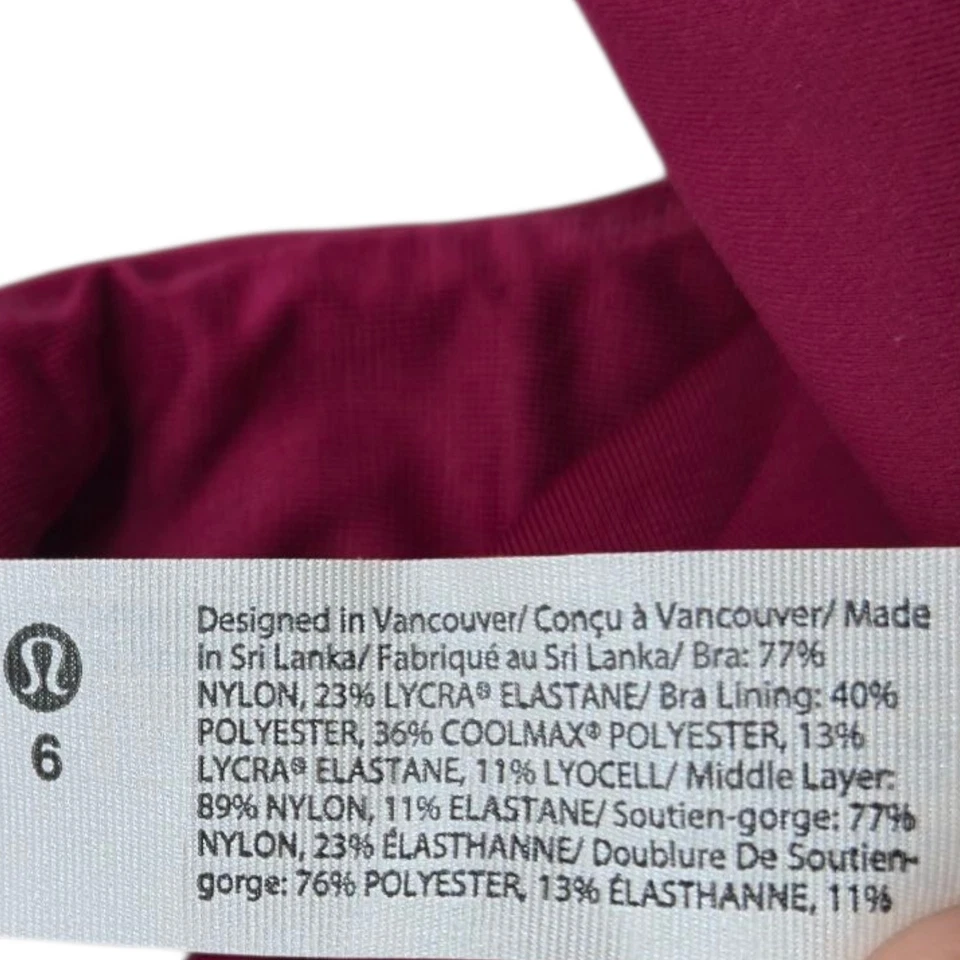 Designed in Vancouver/ Conçu à Vancouver/ Made
in Sri Lanka/ Fabriqué au Sri Lanka/ Bra: 77%
NYLON, 23% LYCRA® ELASTANE/ Bra Lining: 40%
POLYESTER, 36% COOLMAX® POLYESTER, 13%
LYCRA® ELASTANE, 11% LYOCELL/ Middle Layer:
89% NYLON, 11% ELASTANE/ Soutien-gorge: 77%
NYLON, 23% ÉLASTHANNE/ Doublure De Soutien-
gorge: 76% POLYESTER, 13% ÉLASTHANNE, 11%
6